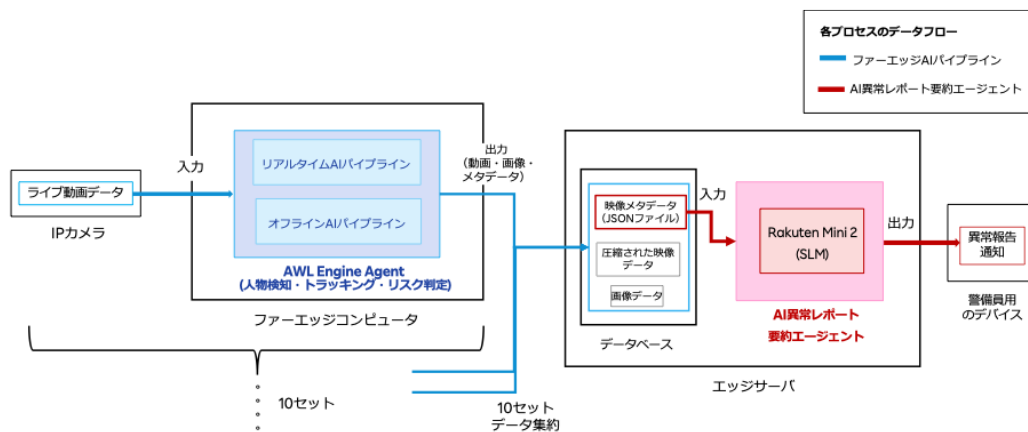 各プロセスのデータフロー
ファーエッジAIパイプライン
AI異常レポート要約エージェント
ライブ動画データ
IPカメラ
入力
リアルタイムAIパイプライン
オフラインAIパイプライン
AWL Engine Agent
(人物検知・トラッキング・リスク判定)
ファーエッジコンピュータ
出力
(動画・画像・
メタデータ)
10セット
10セット
データ集約
映像メタデータ
(JSONファイル)
圧縮された映像
データ
画像データ
データベース
入力
Rakuten Mini 2
(SLM)
AI異常レポート
要約エージェント
エッジサーバ
出力
異常報告
通知
警備員用
のデバイス